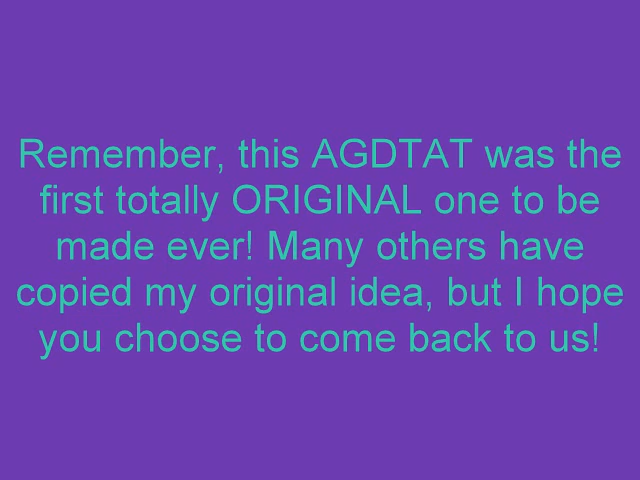 Remember, this AGDTAT was the
first totally ORIGINAL one to be
made ever! Many others have
copied my original idea, but I hope
you choose to come back to us!